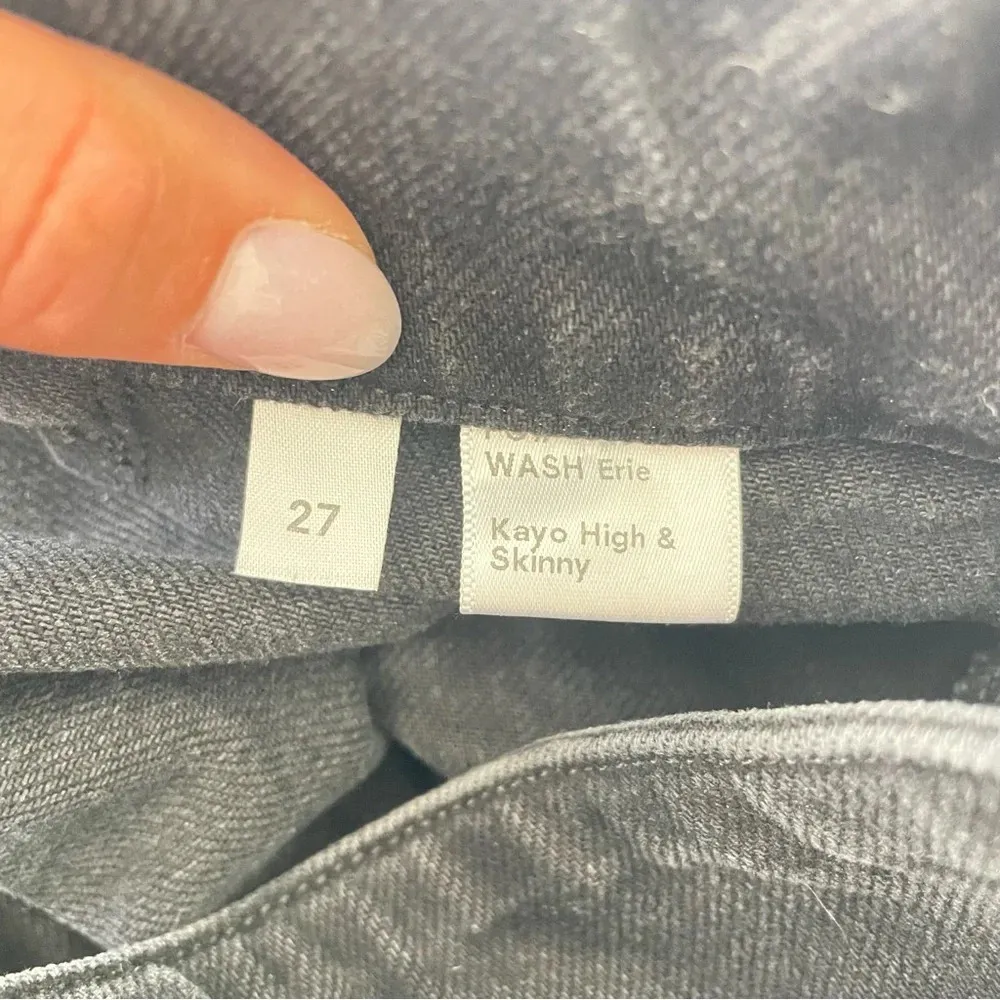 27
WASH Erie
Kayo High &
Skinny